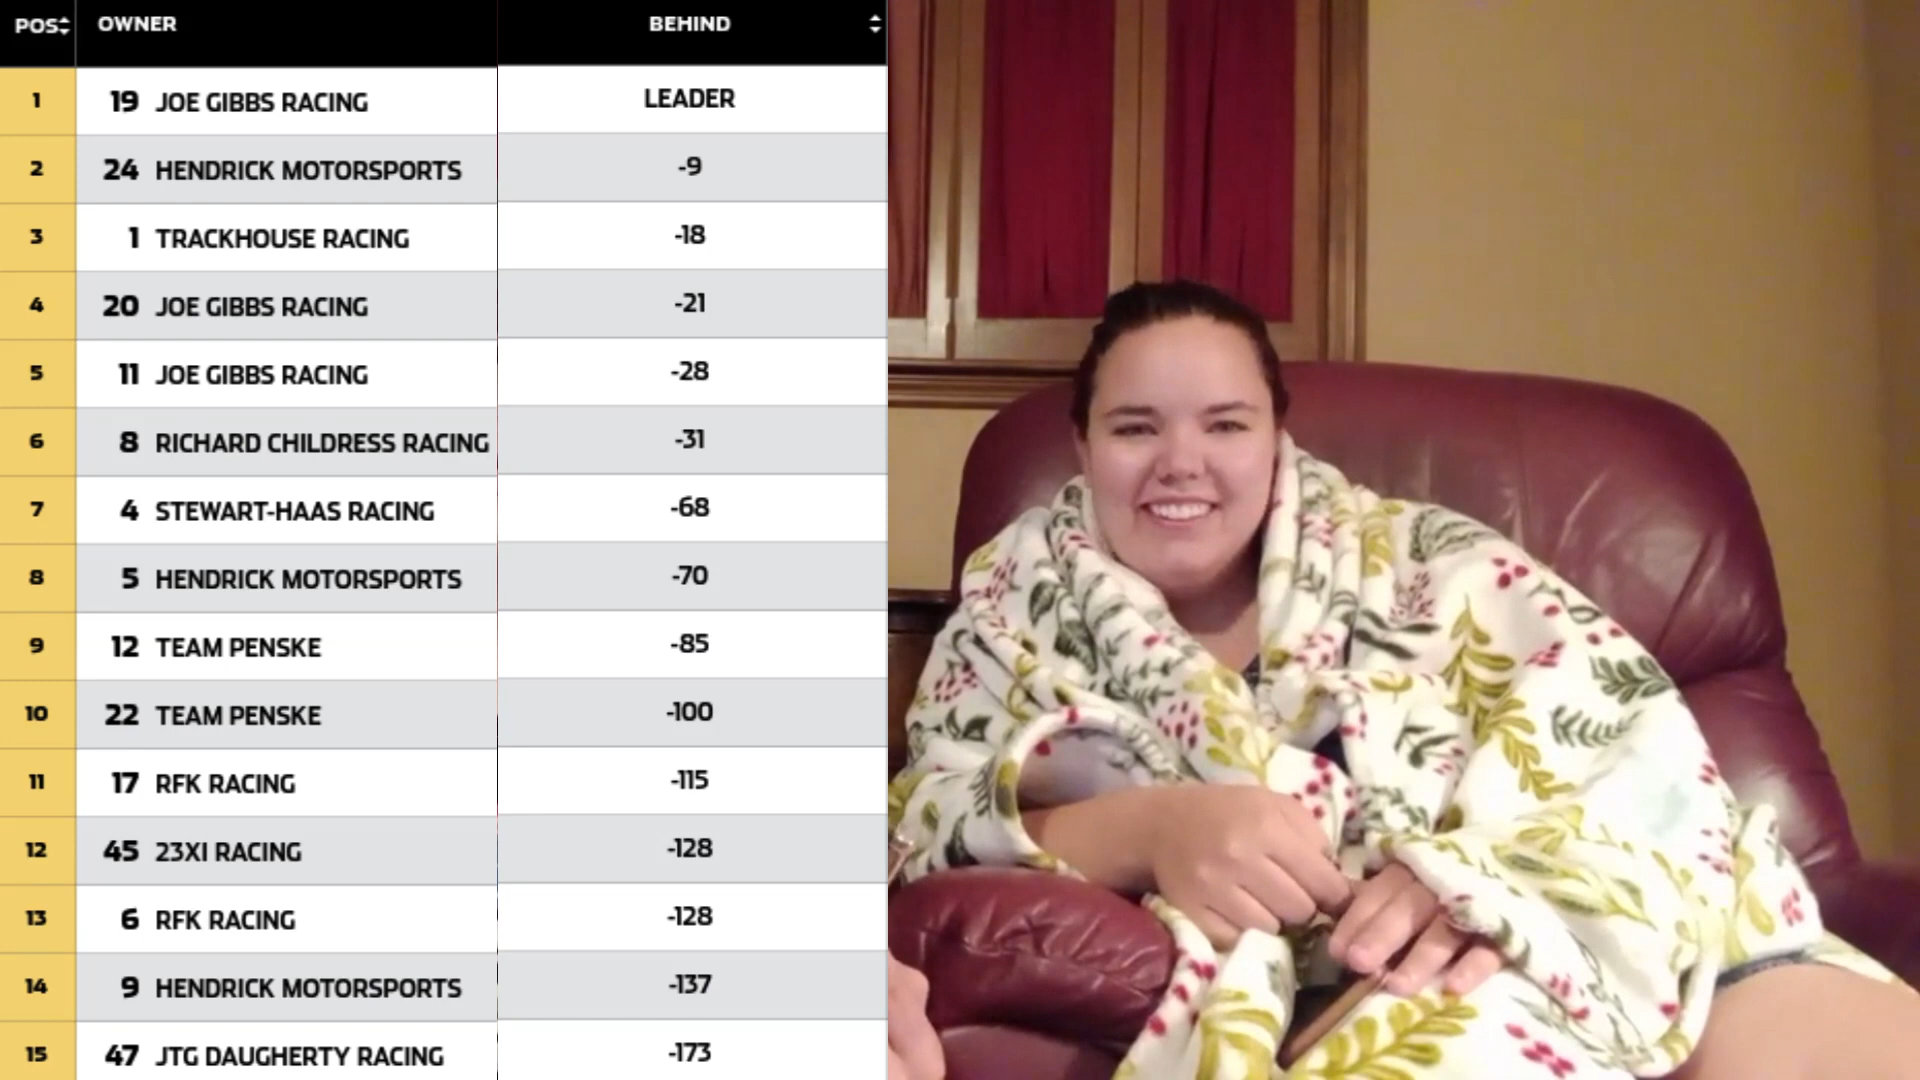 POS OWNER BEHIND
1 19 JOE GIBBS RACING LEADER
2 24 HENDRICK MOTORSPORTS -9
3 1 TRACKHOUSE RACING -18
4 20 JOE GIBBS RACING -21
5 11 JOE GIBBS RACING -28
6 8 RICHARD CHILDRESS RACING -31
7 4 STEWART-HAAS RACING -68
8 5 HENDRICK MOTORSPORTS -70
9 12 TEAM PENSKE -85
10 22 TEAM PENSKE -100
11 17 RFK RACING -115
12 45 23XI RACING -128
13 6 RFK RACING -128
14 9 HENDRICK MOTORSPORTS -137
15 47 JTG DAUGHERTY RACING -173